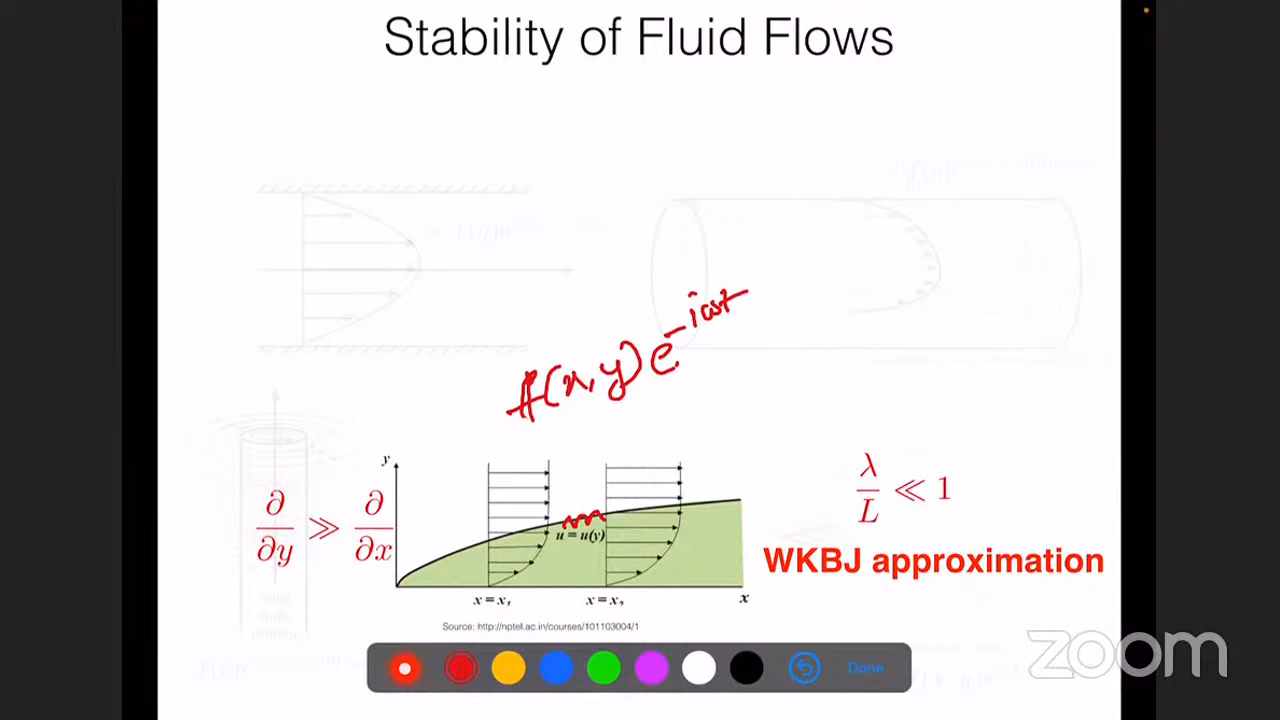 Stability of Fluid Flows
f(x,y)e^{-iωt}
y
∂/∂y ≫ ∂/∂x
u = u(y)
x = x₁
x = x₂
x
λ/L ≪ 1
WKBJ approximation
Source: http://nptel.ac.in/courses/101103004/1
Done
zoom